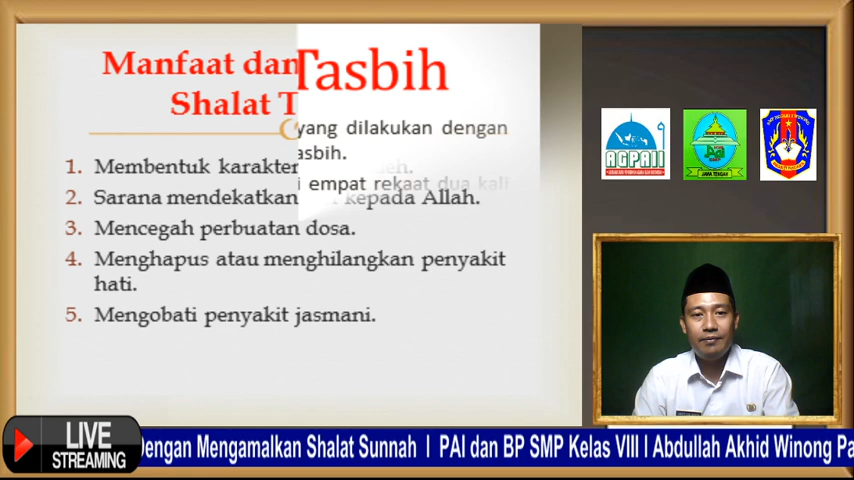 Manfaat dan
Tasbih
Shalat T
yang dilakukan dengan
asbih.
i empat rekaat dua kali
1. Membentuk karakter eh.
2. Sarana mendekatkan kepada Allah.
3. Mencegah perbuatan dosa.
4. Menghapus atau menghilangkan penyakit
hati.
5. Mengobati penyakit jasmani.
AGPAII
JAWA TENGAH
LIVE
STREAMING
Dengan Mengamalkan Shalat Sunnah I PAI dan BP SMP Kelas VIII I Abdullah Akhid Winong Pa